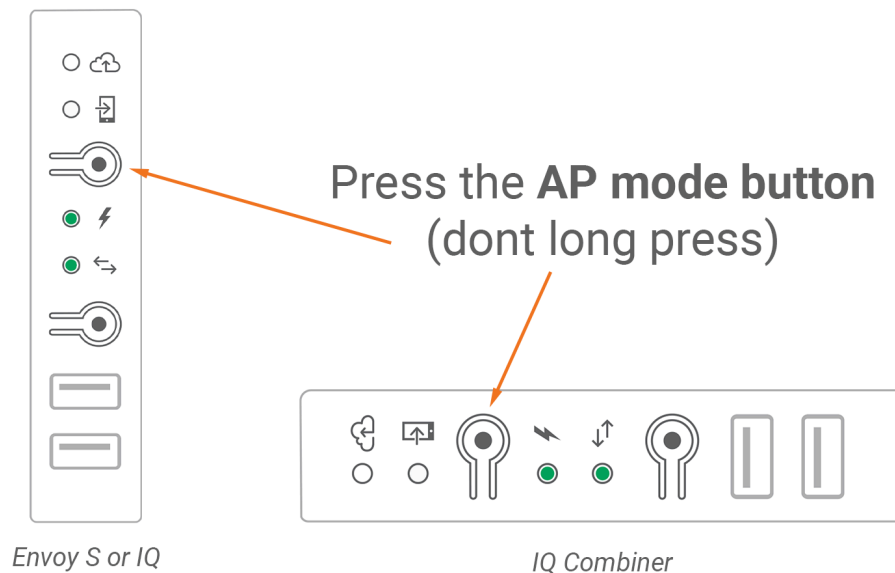 Press the AP mode button
(dont long press)
Envoy S or IQ
IQ Combiner